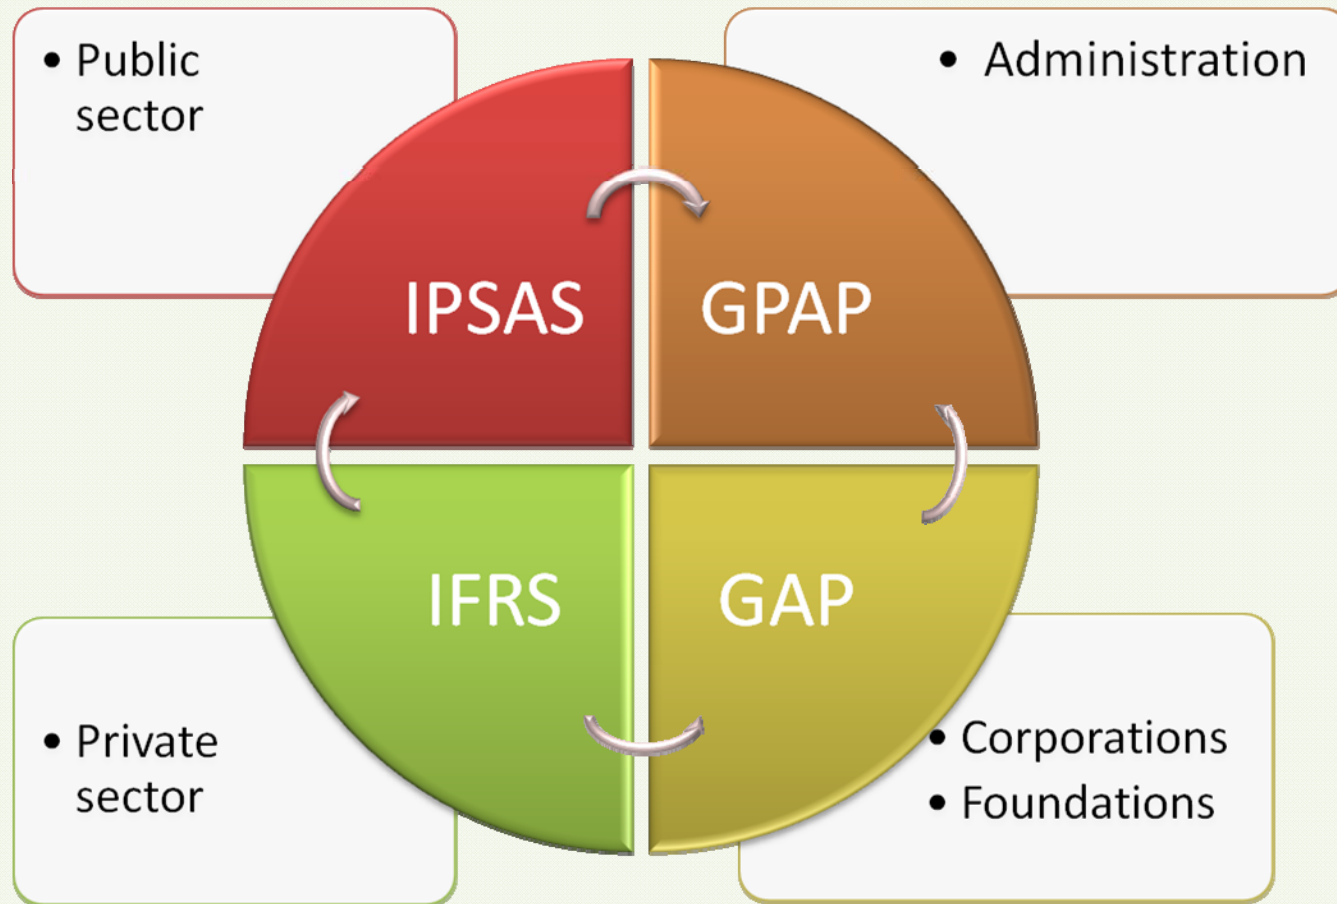 • Public
sector
• Administration
IPSAS
GPAP
IFRS
GAP
• Private
sector
• Corporations
• Foundations